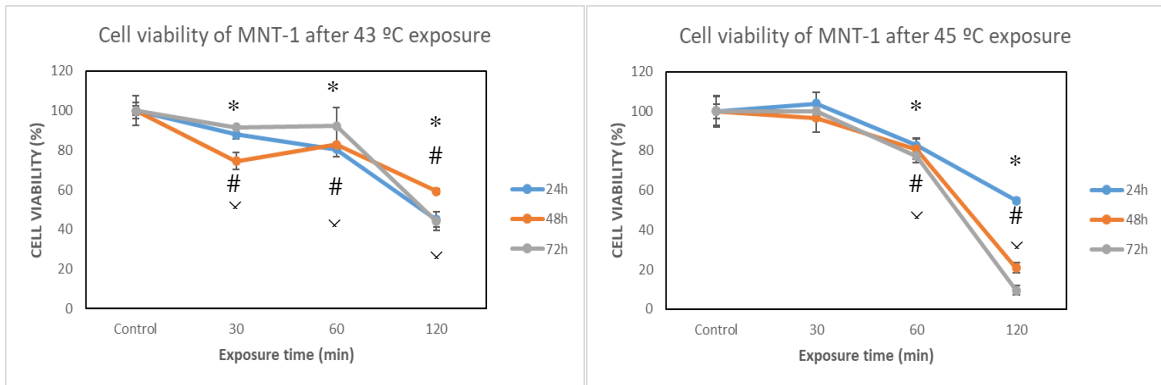 Cell viability of MNT-1 after 43 ºC exposure
CELL VIABILITY (%)
120
100
80
60
40
20
0
*
*
*
#
#
#
Control
30
60
120
Exposure time (min)
24h
48h
72h
Cell viability of MNT-1 after 45 ºC exposure
CELL VIABILITY (%)
120
100
80
60
40
20
0
*
*
#
#
Control
30
60
120
Exposure time (min)
24h
48h
72h